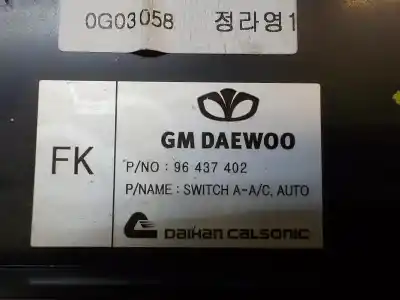 0G03058 정라영1
FK
GM DAEWOO
P/NO : 96 437 402
P/NAME : SWITCH A-A/C, AUTO
Daihan calsonic